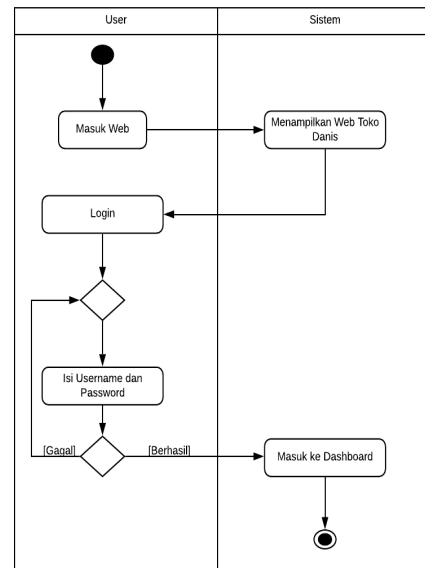 User
Sistem
Masuk Web
Menampilkan Web Toko
Danis
Login
Isi Username dan
Password
[Gagal]
[Berhasil]
Masuk ke Dashboard